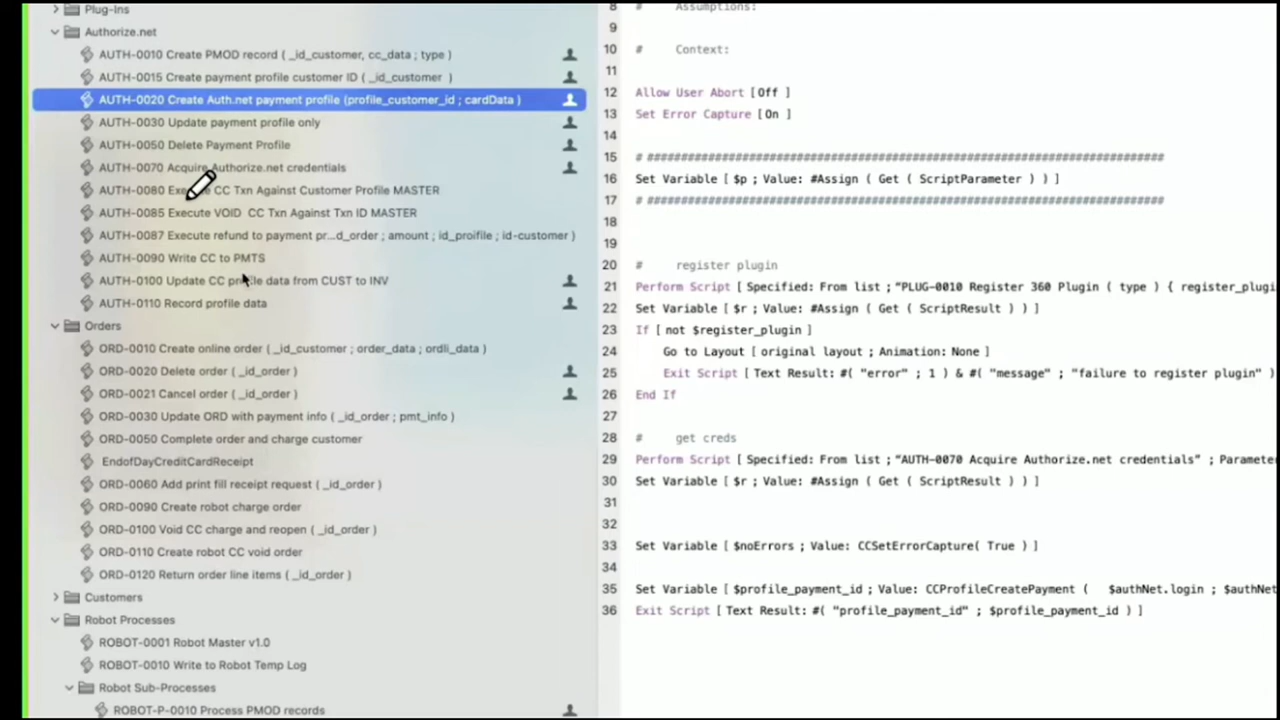 Plug-Ins
Authorize.net
AUTH-0010 Create PMOD record ( _id_customer, cc_data ; type )
AUTH-0015 Create payment profile customer ID ( _id_customer )
AUTH-0020 Create Auth.net payment profile (profile_customer_id ; cardData )
AUTH-0030 Update payment profile only
AUTH-0050 Delete Payment Profile
AUTH-0070 Acquire Authorize.net credentials
AUTH-0080 CC Txn Against Customer Profile MASTER
AUTH-0085 Execute VOID CC Txn Against Txn ID MASTER
AUTH-0087 Execute refund to payment pr...d_order ; amount ; id_proifile ; id-customer )
AUTH-0090 Write CC to PMTS
AUTH-0100 Update CC profile data from CUST to INV
AUTH-0110 Record profile data
Orders
ORD-0010 Create online order ( _id_customer ; order_data ; ordli_data )
ORD-0020 Delete order ( _id_order )
ORD-0021 Cancel order ( _id_order )
ORD-0030 Update ORD with payment info ( _id_order ; pmt_info )
ORD-0050 Complete order and charge customer
EndofDayCreditCardReceipt
ORD-0060 Add print fill receipt request ( _id_order )
ORD-0090 Create robot charge order
ORD-0100 Void CC charge and reopen ( _id_order )
ORD-0110 Create robot CC void order
ORD-0120 Return order line items ( _id_order )
Customers
Robot Processes
ROBOT-0001 Robot Master v1.0
ROBOT-0010 Write to Robot Temp Log
Robot Sub-Processes
ROBOT-P-0010 Process PMOD records
8 # Assumptions:
9
10 # Context:
11
12 Allow User Abort [ Off ]
13 Set Error Capture [ On ]
14
15 # ############################################################################
16 Set Variable [ $p ; Value: #Assign ( Get ( ScriptParameter ) ) ]
17 # ############################################################################
18
19
20 # register plugin
21 Perform Script [ Specified: From list ; "PLUG-0010 Register 360 Plugin ( type ) { register_plugi
22 Set Variable [ $r ; Value: #Assign ( Get ( ScriptResult ) ) ]
23 If [ not $register_plugin ]
24 Go to Layout [ original layout ; Animation: None ]
25 Exit Script [ Text Result: #( "error" ; 1 ) & #( "message" ; "failure to register plugin" )
26 End If
27
28 # get creds
29 Perform Script [ Specified: From list ; "AUTH-0070 Acquire Authorize.net credentials" ; Parameter
30 Set Variable [ $r ; Value: #Assign ( Get ( ScriptResult ) ) ]
31
32
33 Set Variable [ $noErrors ; Value: CCSetErrorCapture( True ) ]
34
35 Set Variable [ $profile_payment_id ; Value: CCProfileCreatePayment ( $authNet.login ; $authNet
36 Exit Script [ Text Result: #( "profile_payment_id" ; $profile_payment_id ) ]